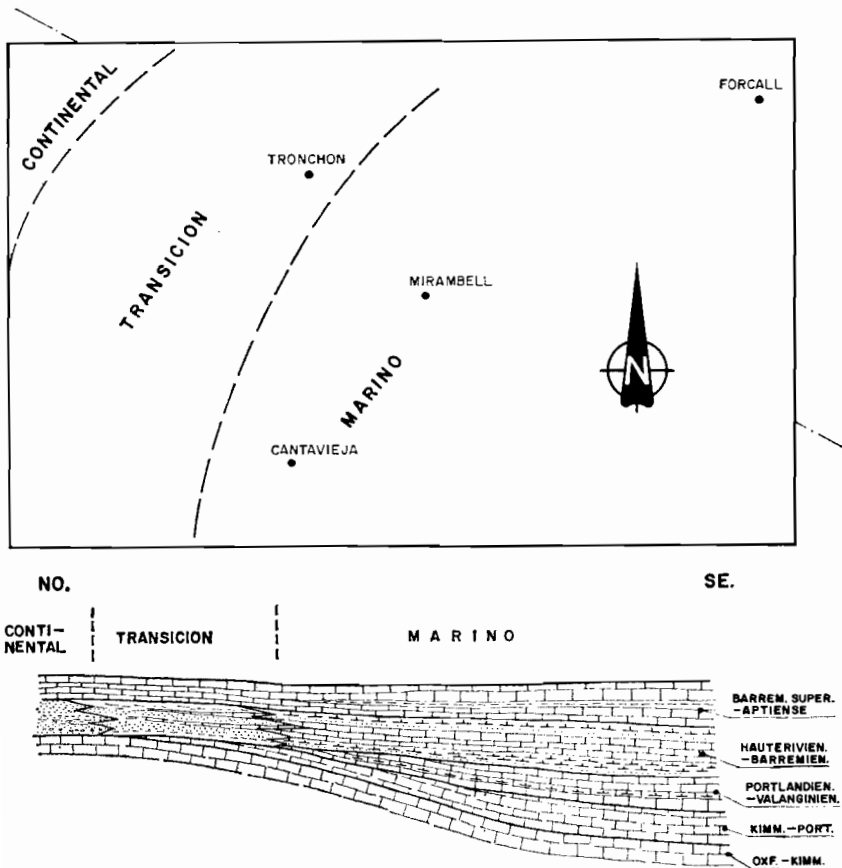 CONTINENTAL
FORCALL
TRONCHON
TRANSICION
MIRAMBELL
N
MARINO
CANTAVIEJA
NO.
SE.
CONTI-
NENTAL
TRANSICION
MARINO
BARREM. SUPER.
-APTIENSE
HAUTERIVIEN.
-BARREMIEN.
PORTLANDIEN.
-VALANGINIEN.
KIMM.-PORT.
OXF.-KIMM.